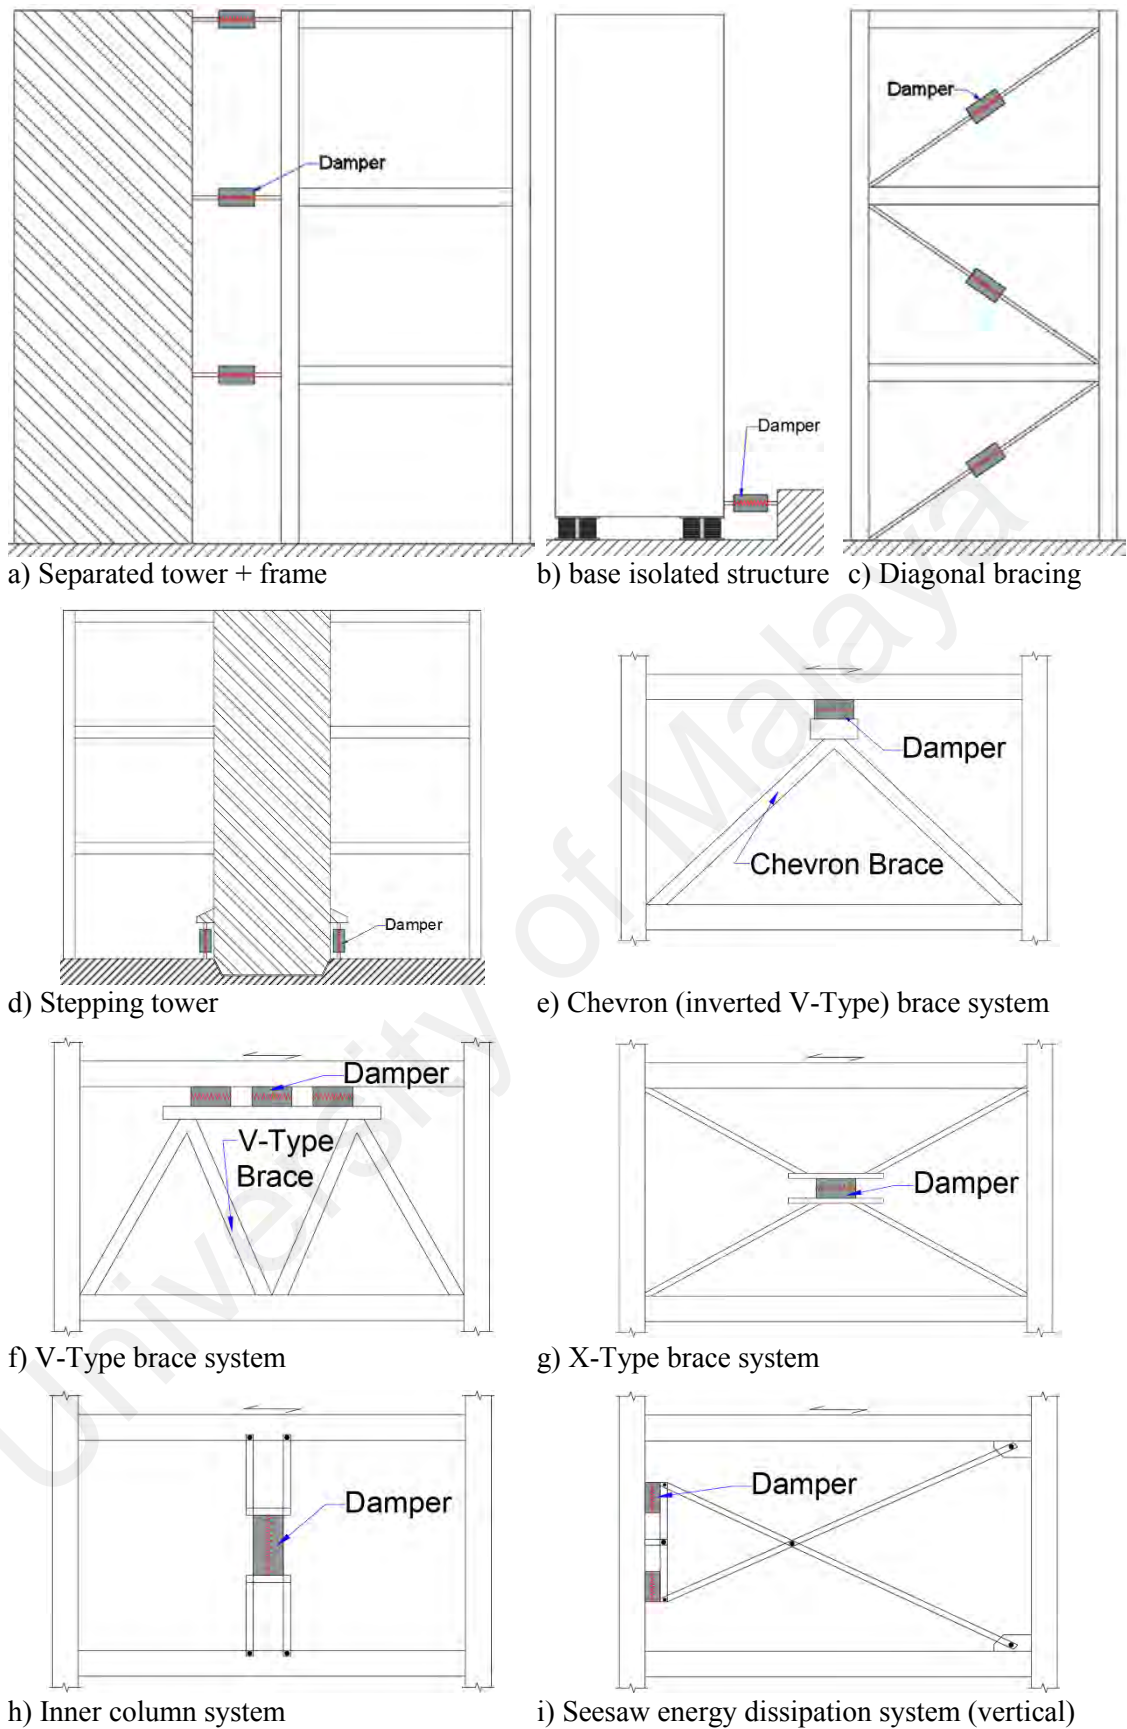 Damper
Damper
Damper
a) Separated tower + frame
b) base isolated structure
c) Diagonal bracing
Damper
Damper
Chevron Brace
d) Stepping tower
e) Chevron (inverted V-Type) brace system
Damper
V-Type
Brace
Damper
f) V-Type brace system
g) X-Type brace system
Damper
Damper
h) Inner column system
i) Seesaw energy dissipation system (vertical)
University of Malaya